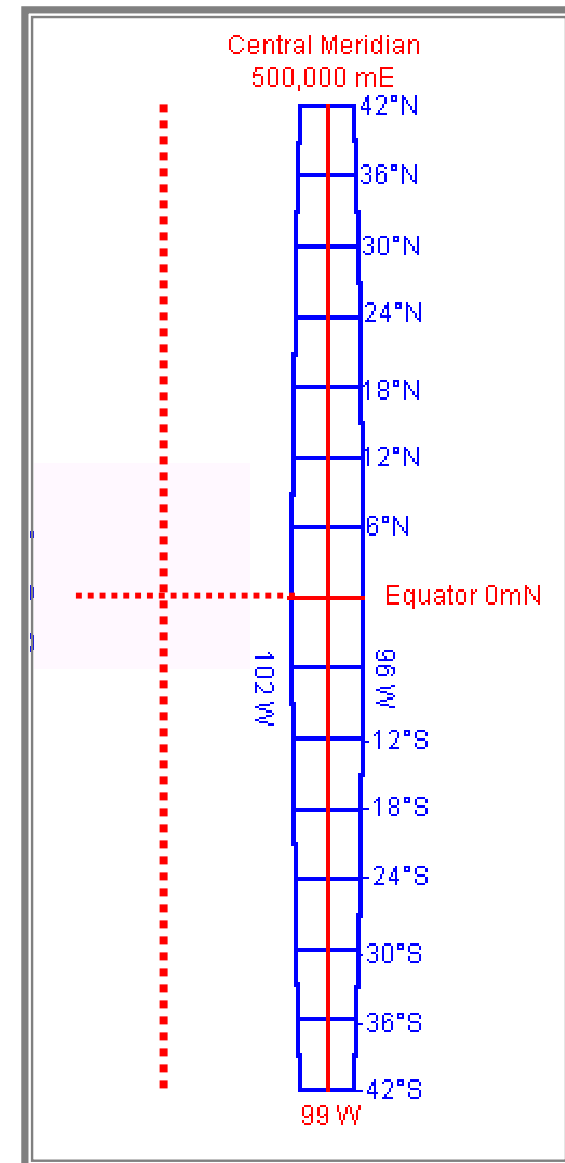 Central Meridian
500,000 mE
42°N
36°N
30°N
24°N
18°N
12°N
6°N
Equator 0mN
102 W
96 W
-12°S
-18°S
-24°S
-30°S
-36°S
-42°S
99 W